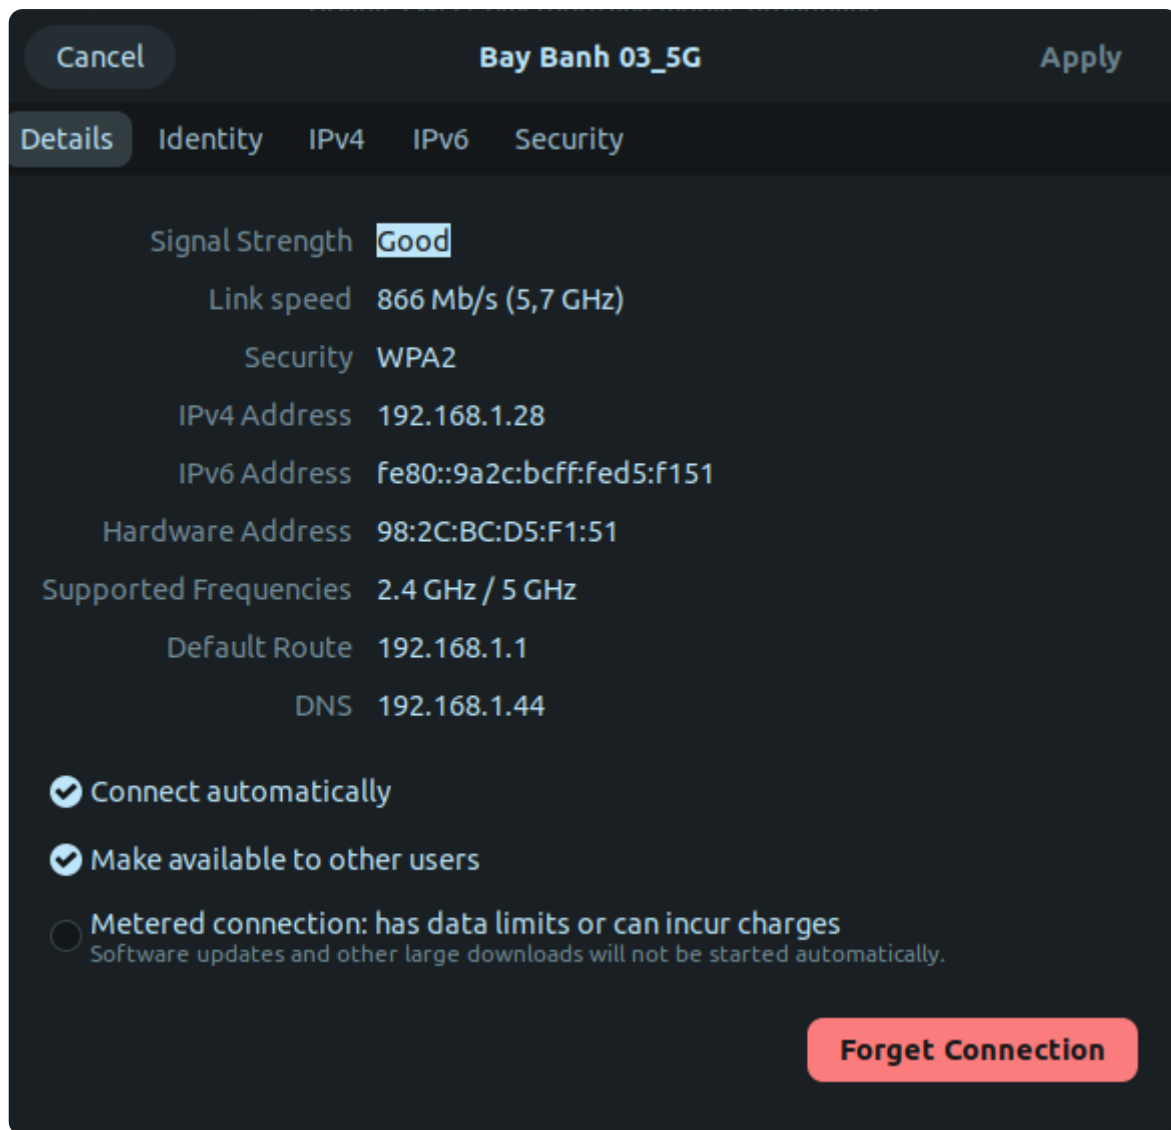 Cancel
Bay Banh 03_5G
Apply
Details
Identity
IPv4
IPv6
Security
Signal Strength Good
Link speed 866 Mb/s (5,7 GHz)
Security WPA2
IPv4 Address 192.168.1.28
IPv6 Address fe80::9a2c:bcff:fed5:f151
Hardware Address 98:2C:BC:D5:F1:51
Supported Frequencies 2.4 GHz / 5 GHz
Default Route 192.168.1.1
DNS 192.168.1.44
Connect automatically
Make available to other users
Metered connection: has data limits or can incur charges
Software updates and other large downloads will not be started automatically.
Forget Connection